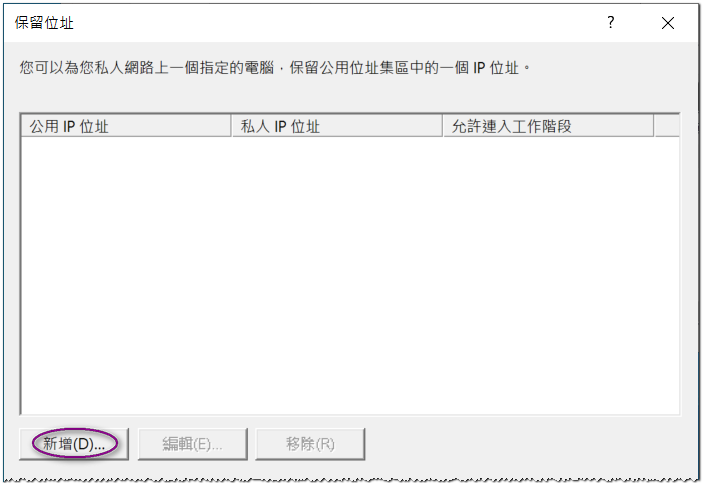 保留位址 ?
您可以為您私人網路上一個指定的電腦，保留公用位址集區中的一個 IP 位址。
公用 IP 位址 私人 IP 位址 允許連入工作階段
新增(D)... 編輯(E)... 移除(R)